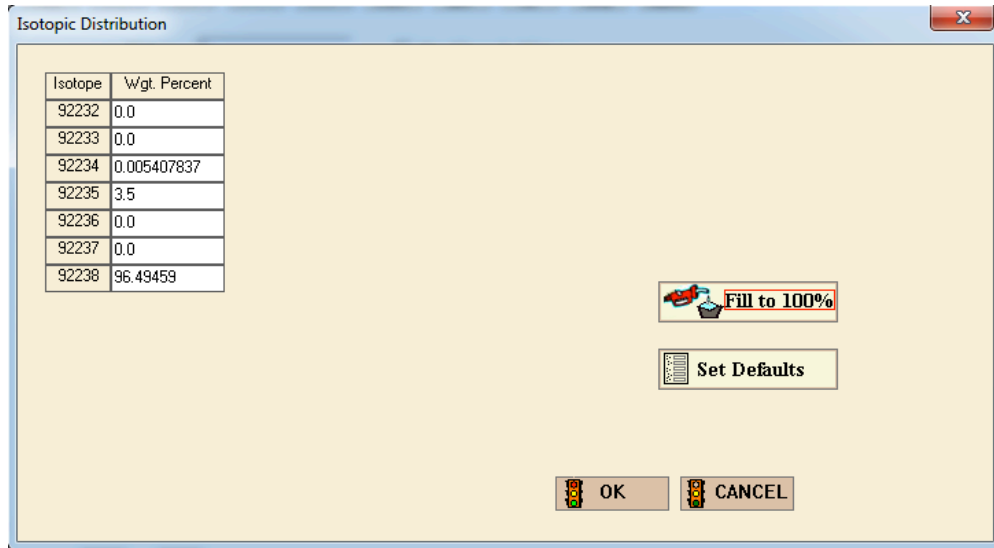 Isotopic Distribution
Isotope Wgt. Percent
92232 0.0
92233 0.0
92234 0.005407837
92235 3.5
92236 0.0
92237 0.0
92238 96.49459
Fill to 100%
Set Defaults
OK CANCEL